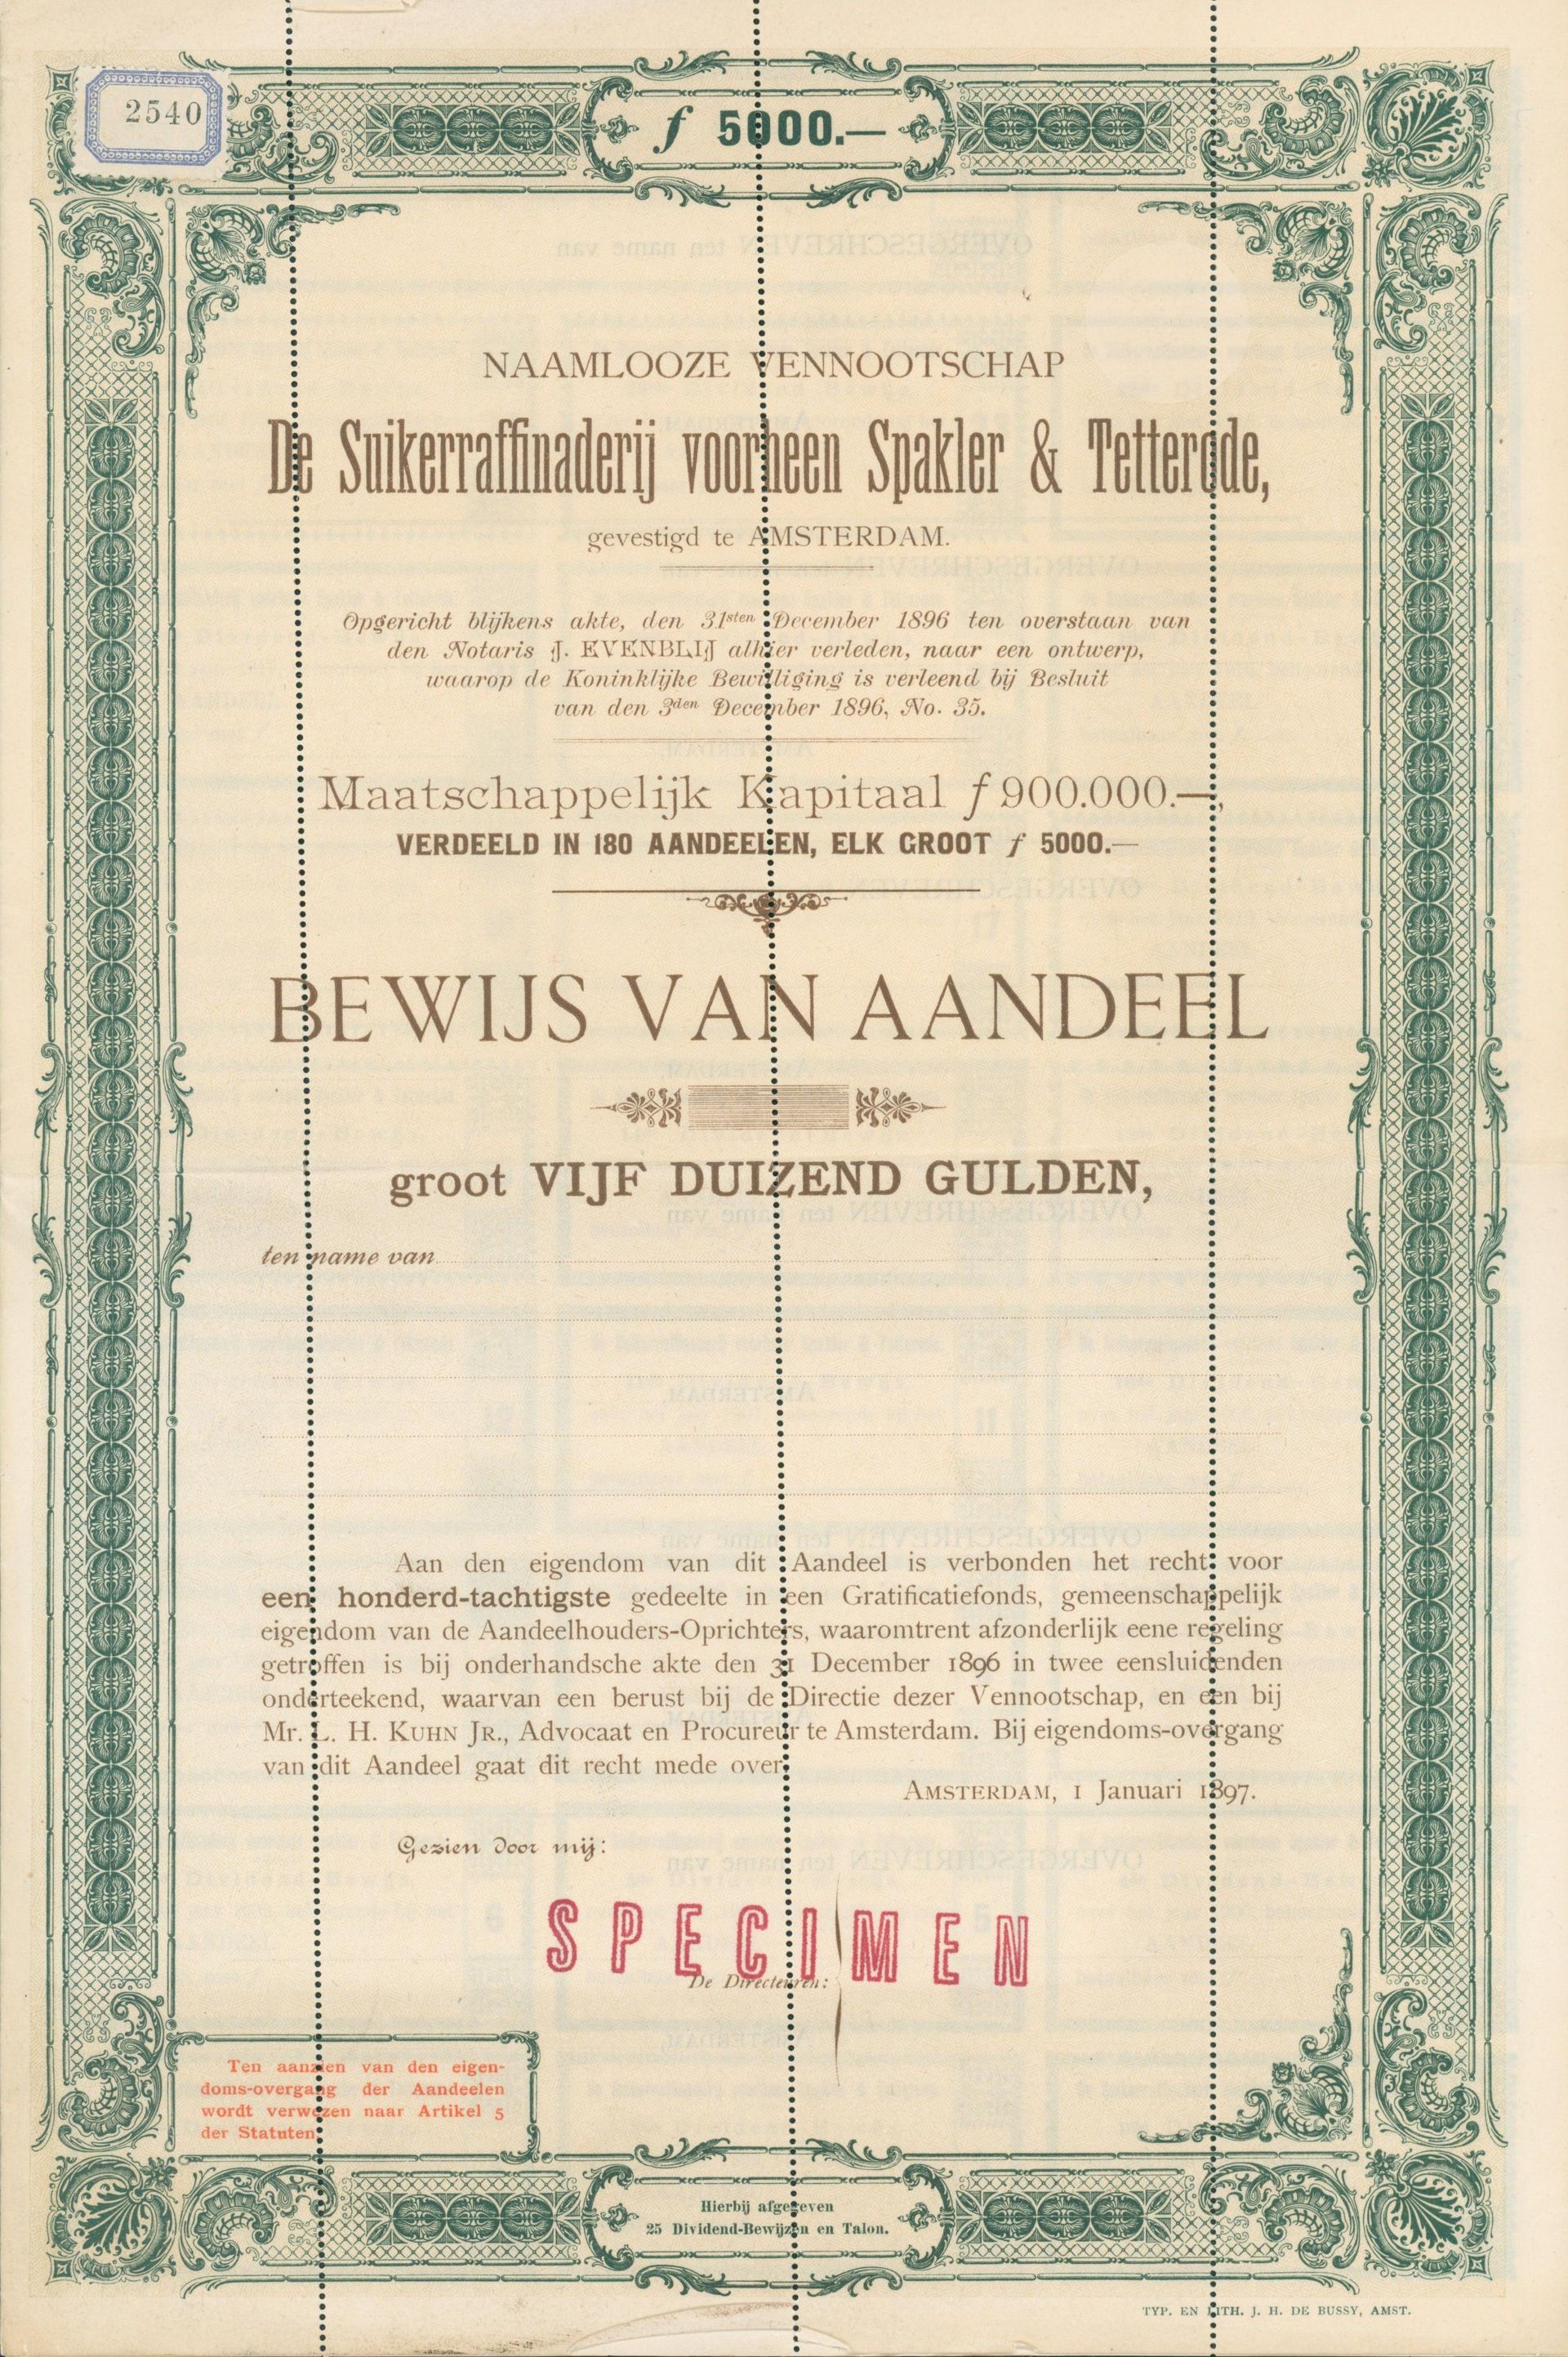 2540
f 5000.—
NAAMLOOZE VENNOOTSCHAP
De Suikerraffinaderij voorheen Spakler & Tetterode,
gevestigd te AMSTERDAM.
Opgericht blijkens akte, den 31sten December 1896 ten overstaan van
den Notaris J. EVENBLIJ alhier verleden, naar een ontwerp,
waarop de Koninklijke Bewilliging is verleend bij Besluit
van den 3den December 1896, No. 35.
Maatschappelijk Kapitaal f 900.000.—,
VERDEELD IN 180 AANDEELEN, ELK GROOT f 5000.—
BEWIJS VAN AANDEEL
groot VIJF DUIZEND GULDEN,
ten name van
Aan den eigendom van dit Aandeel is verbonden het recht voor
een honderd-tachtigste gedeelte in een Gratificatiefonds, gemeenschappelijk
eigendom van de Aandeelhouders-Oprichters, waaromtrent afzonderlijk eene regeling
getroffen is bij onderhandsche akte den 31 December 1896 in twee eensluidenden
onderteekend, waarvan een berust bij de Directie dezer Vennootschap, en een bij
Mr. L. H. KUHN JR., Advocaat en Procureur te Amsterdam. Bij eigendoms-overgang
van dit Aandeel gaat dit recht mede over.
AMSTERDAM, 1 Januari 1897.
Gezien door mij:
SPECIMEN
De Directeuren:
Ten aanzien van den eigen-
doms-overgang der Aandeelen
wordt verwezen naar Artikel 5
der Statuten.
Hierbij afgegeven
25 Dividend-Bewijzen en Talon.
TYP. EN LITH. J. H. DE BUSSY, AMST.